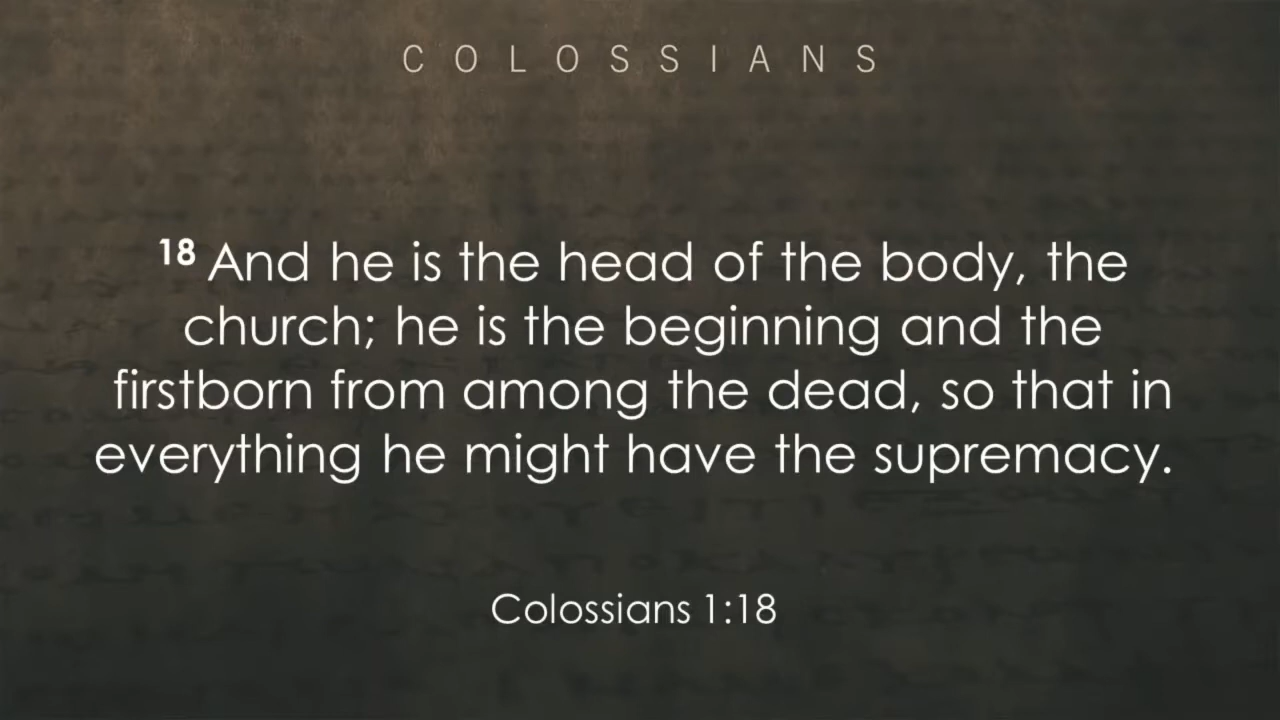 COLOSSIANS
18 And he is the head of the body, the
church; he is the beginning and the
firstborn from among the dead, so that in
everything he might have the supremacy.
Colossians 1:18